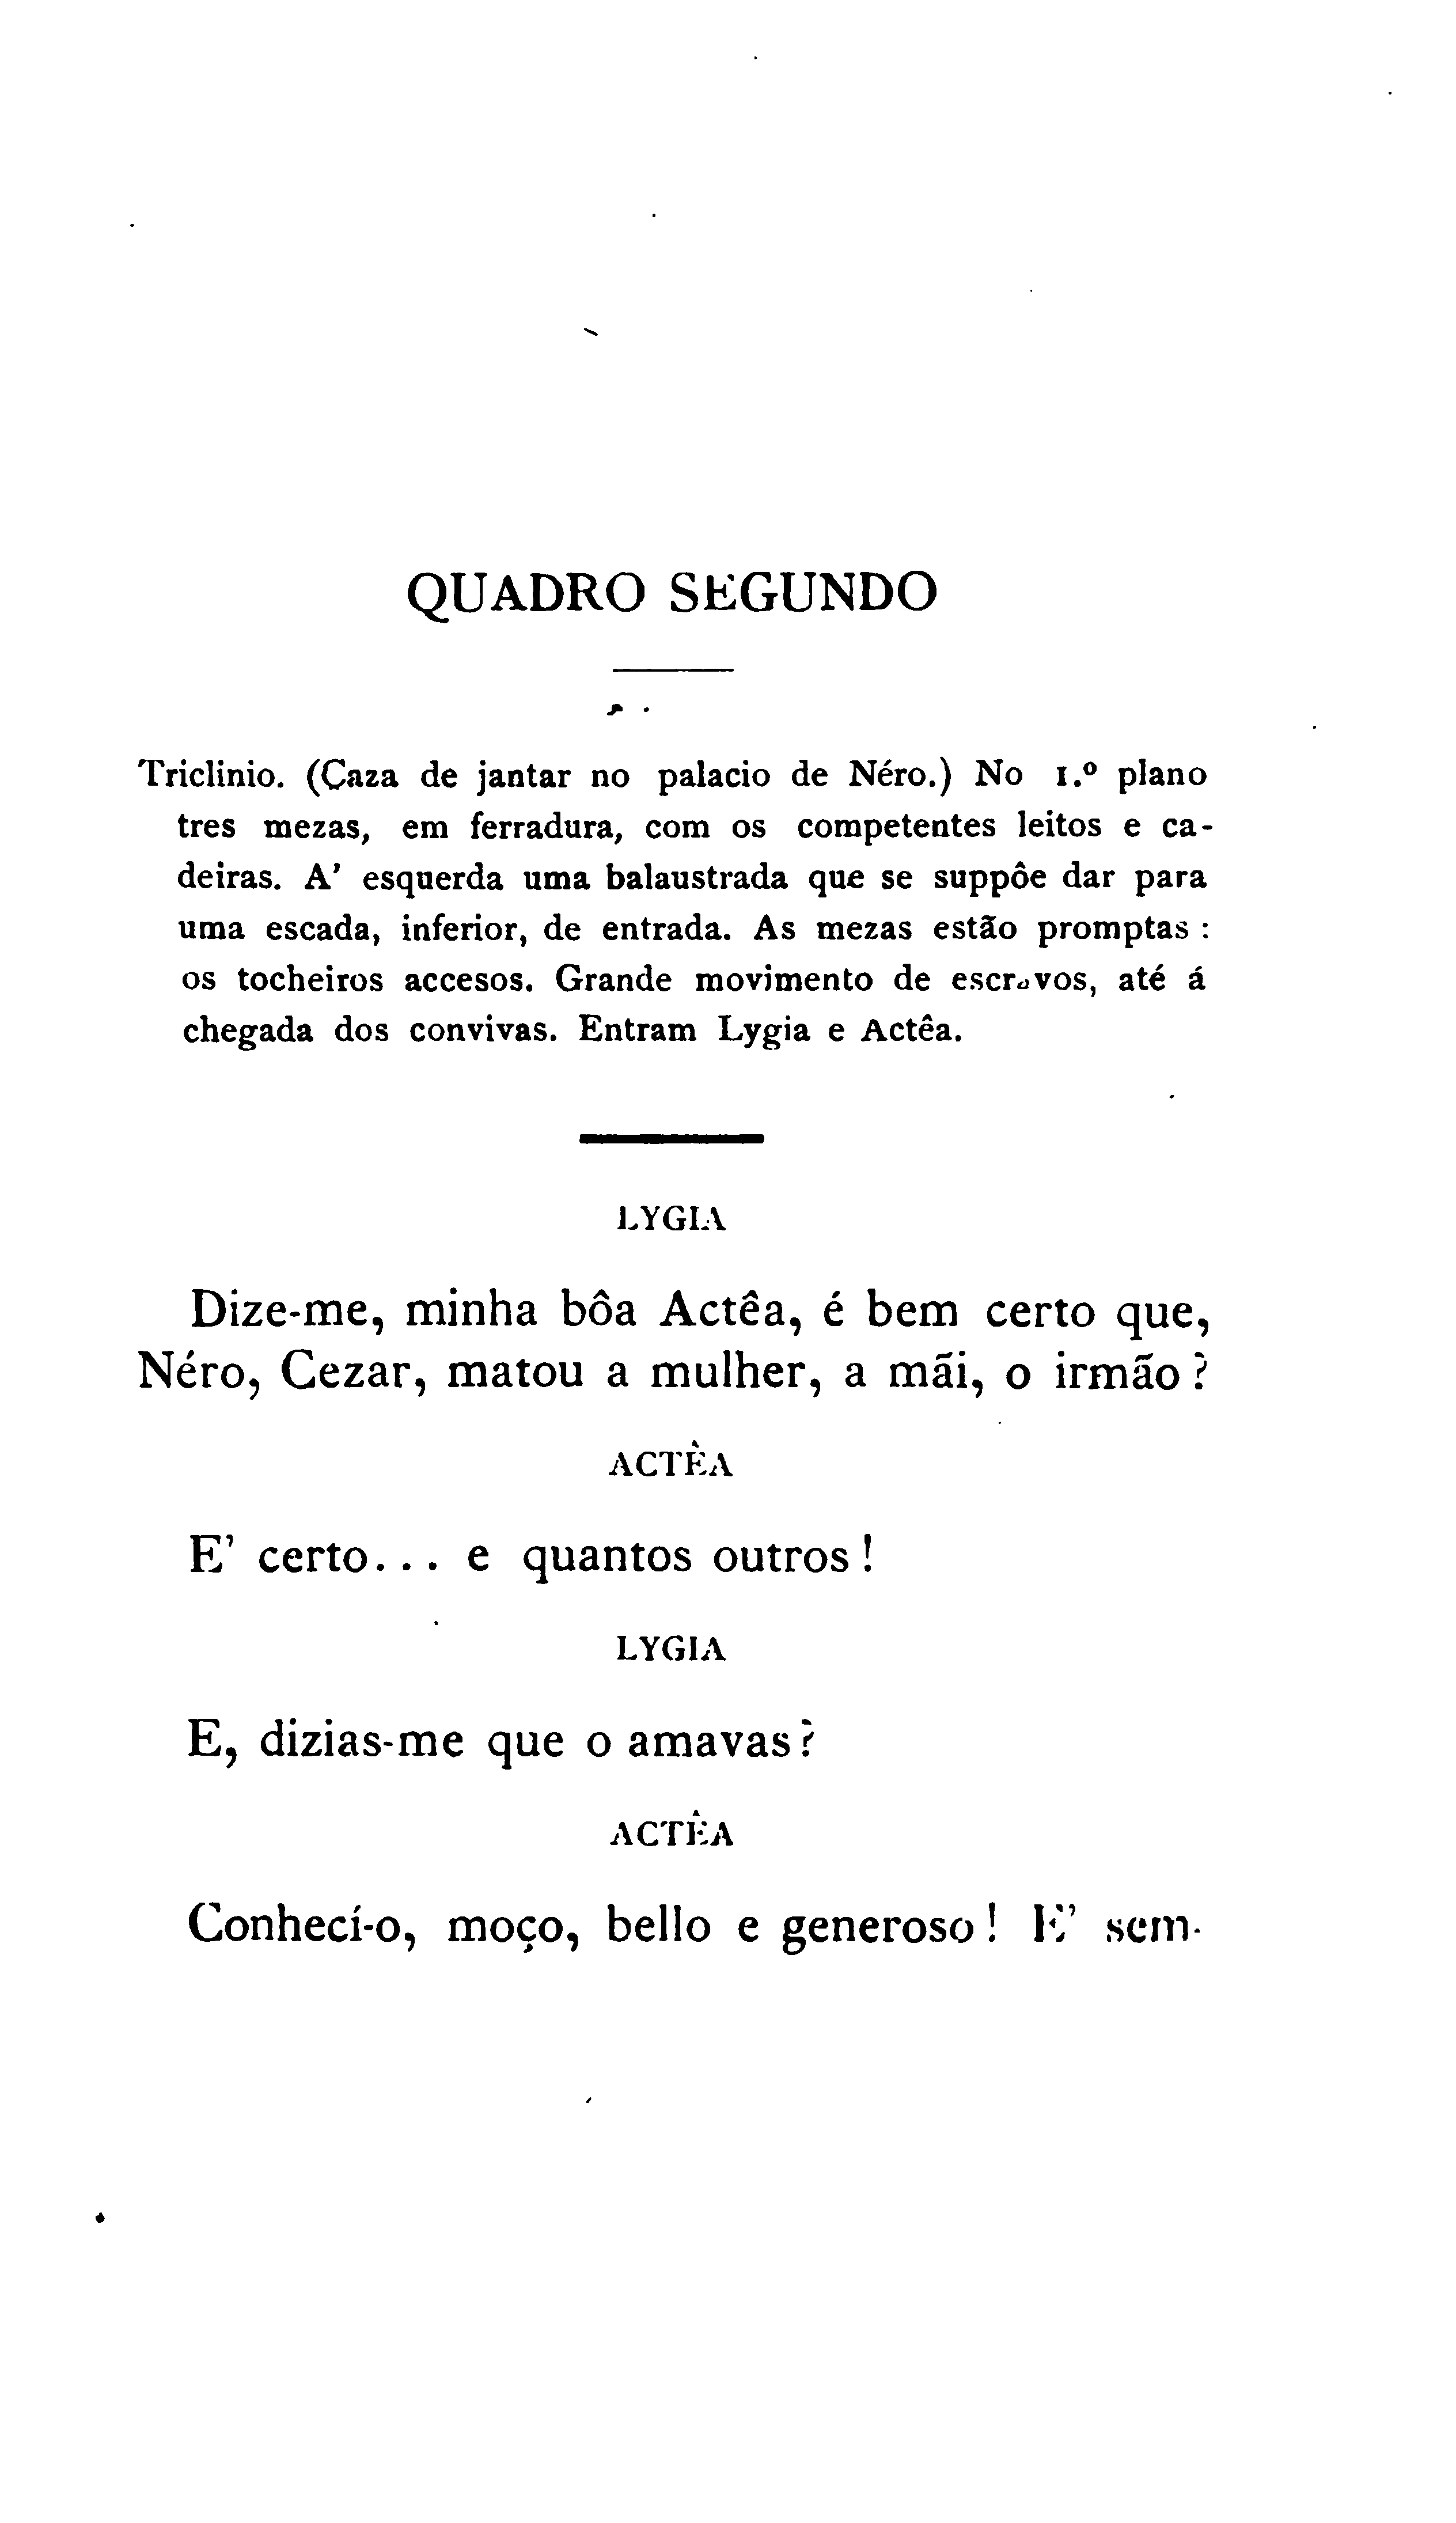 QUADRO SEGUNDO
Triclinio. (Caza de jantar no palacio de Néro.) No 1.º plano
tres mezas, em ferradura, com os competentes leitos e ca-
deiras. A' esquerda uma balaustrada que se suppôe dar para
uma escada, inferior, de entrada. As mezas estão promptas :
os tocheiros accesos. Grande movimento de escravos, até á
chegada dos convivas. Entram Lygia e Actêa.
LYGIA
Dize-me, minha bôa Actêa, é bem certo que,
Néro, Cezar, matou a mulher, a mãi, o irmão ?
ACTÊA
E' certo... e quantos outros !
LYGIA
E, dizias-me que o amavas ?
ACTÊA
Conhecí-o, moço, bello e generoso ! E' sem-